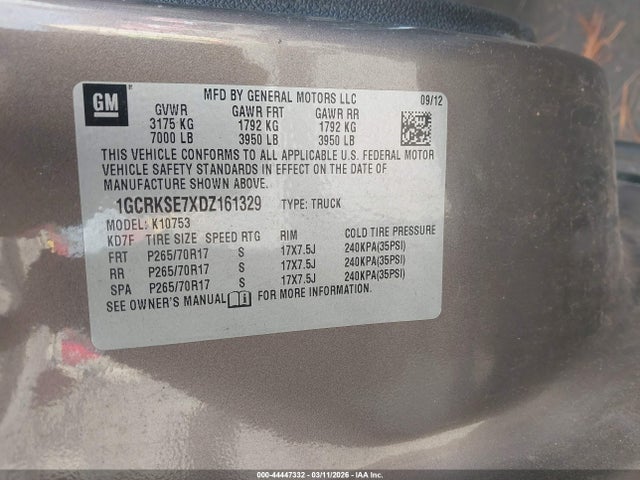 GM
MFD BY GENERAL MOTORS LLC 09/12
GVWR GAWR FRT GAWR RR
3175 KG 1792 KG 1792 KG
7000 LB 3950 LB 3950 LB
THIS VEHICLE CONFORMS TO ALL APPLICABLE U.S. FEDERAL MOTOR
VEHICLE SAFETY STANDARDS IN EFFECT ON THE DATE OF
MANUFACTURE SHOWN ABOVE.
1GCRKSE7XDZ161329 TYPE: TRUCK
MODEL: K10753
KD7F TIRE SIZE SPEED RTG RIM COLD TIRE PRESSURE
FRT P265/70R17 S 17X7.5J 240KPA(35PSI)
RR P265/70R17 S 17X7.5J 240KPA(35PSI)
SPA P265/70R17 S 17X7.5J 240KPA(35PSI)
SEE OWNER'S MANUAL FOR MORE INFORMATION.
000-44447332 - 03/11/2026 - IAAI.COM